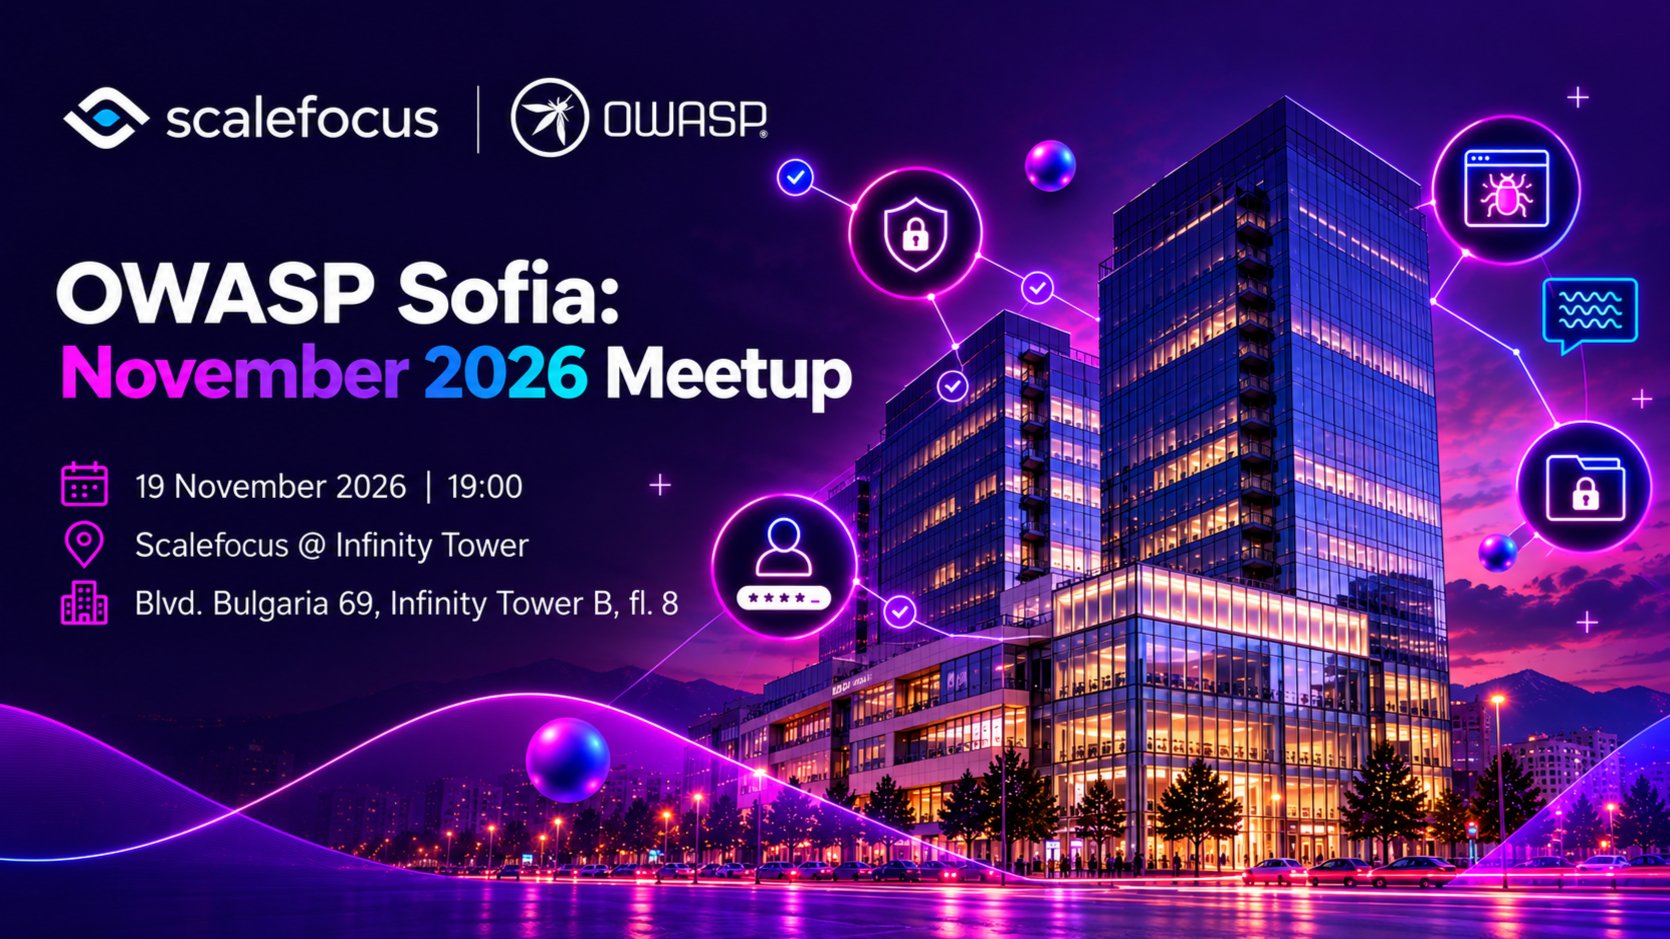 scalefocus | OWASP®
OWASP Sofia:
November 2026 Meetup
19 November 2026 | 19:00
Scalefocus @ Infinity Tower
Blvd. Bulgaria 69, Infinity Tower B, fl. 8